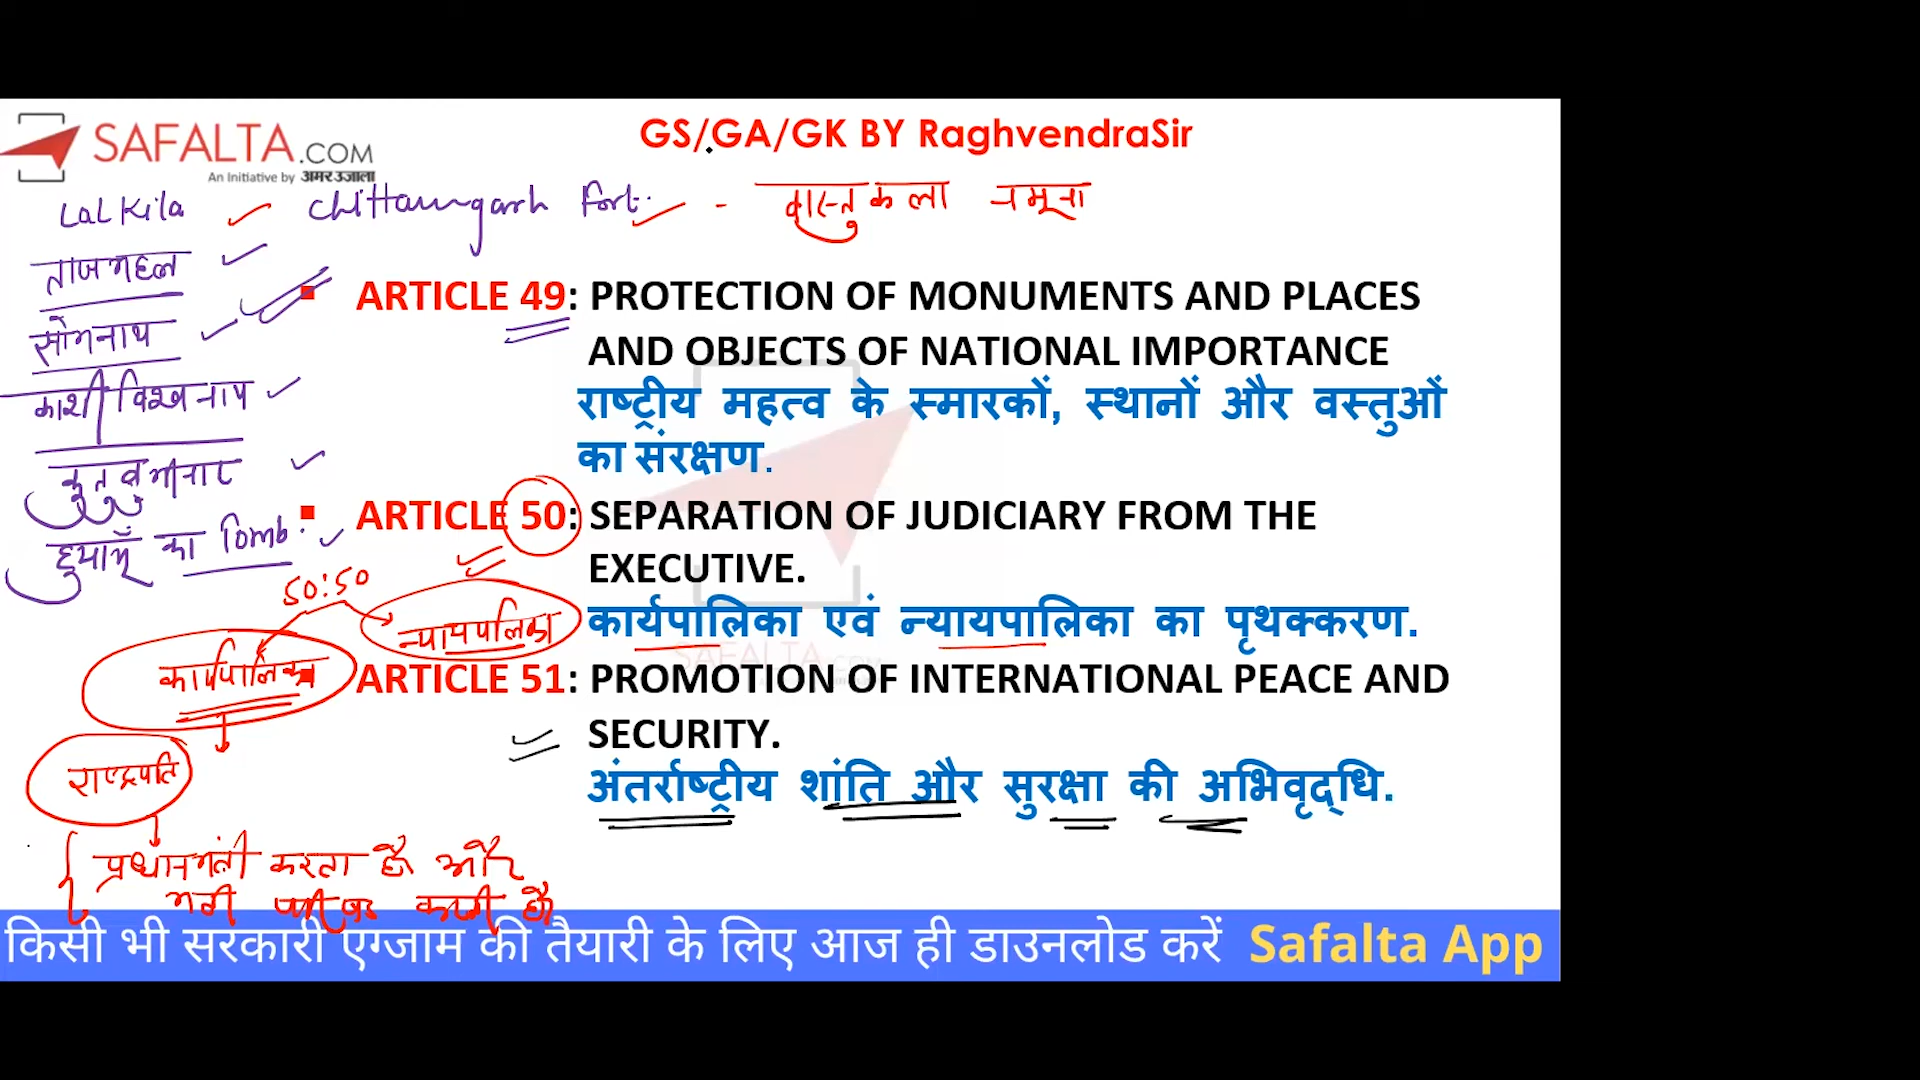 SAFALTA.COM
An Initiative by अमर उजाला
GS/GA/GK BY RaghvendraSir
Lal Kila
Chittaurgarh Fort
वास्तुकला नमूना
ताजमहल
सोमनाथ
काशी विश्वनाथ
कुतुबमीनार
हुमायूँ का Tomb
ARTICLE 49: PROTECTION OF MONUMENTS AND PLACES
AND OBJECTS OF NATIONAL IMPORTANCE
राष्ट्रीय महत्व के स्मारकों, स्थानों और वस्तुओं
का संरक्षण.
ARTICLE 50: SEPARATION OF JUDICIARY FROM THE
EXECUTIVE.
50:50
न्यायपालिका
कार्यपालिका एवं न्यायपालिका का पृथक्करण.
कार्यपालिका
ARTICLE 51: PROMOTION OF INTERNATIONAL PEACE AND
SECURITY.
राष्ट्रपति
अंतर्राष्ट्रीय शांति और सुरक्षा की अभिवृद्धि.
प्रधानमंत्री करता है और
है
SAFALTA.COM
किसी भी सरकारी एग्जाम की तैयारी के लिए आज ही डाउनलोड करें Safalta App